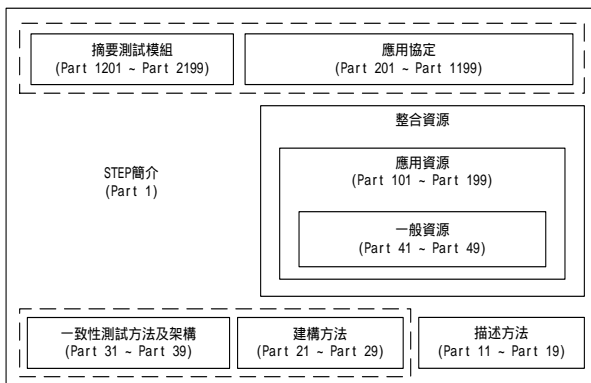 摘要測試模組
(Part 1201 ~ Part 2199)
應用協定
(Part 201 ~ Part 1199)
整合資源
STEP簡介
(Part 1)
應用資源
(Part 101 ~ Part 199)
一般資源
(Part 41 ~ Part 49)
一致性測試方法及架構
(Part 31 ~ Part 39)
建構方法
(Part 21 ~ Part 29)
描述方法
(Part 11 ~ Part 19)